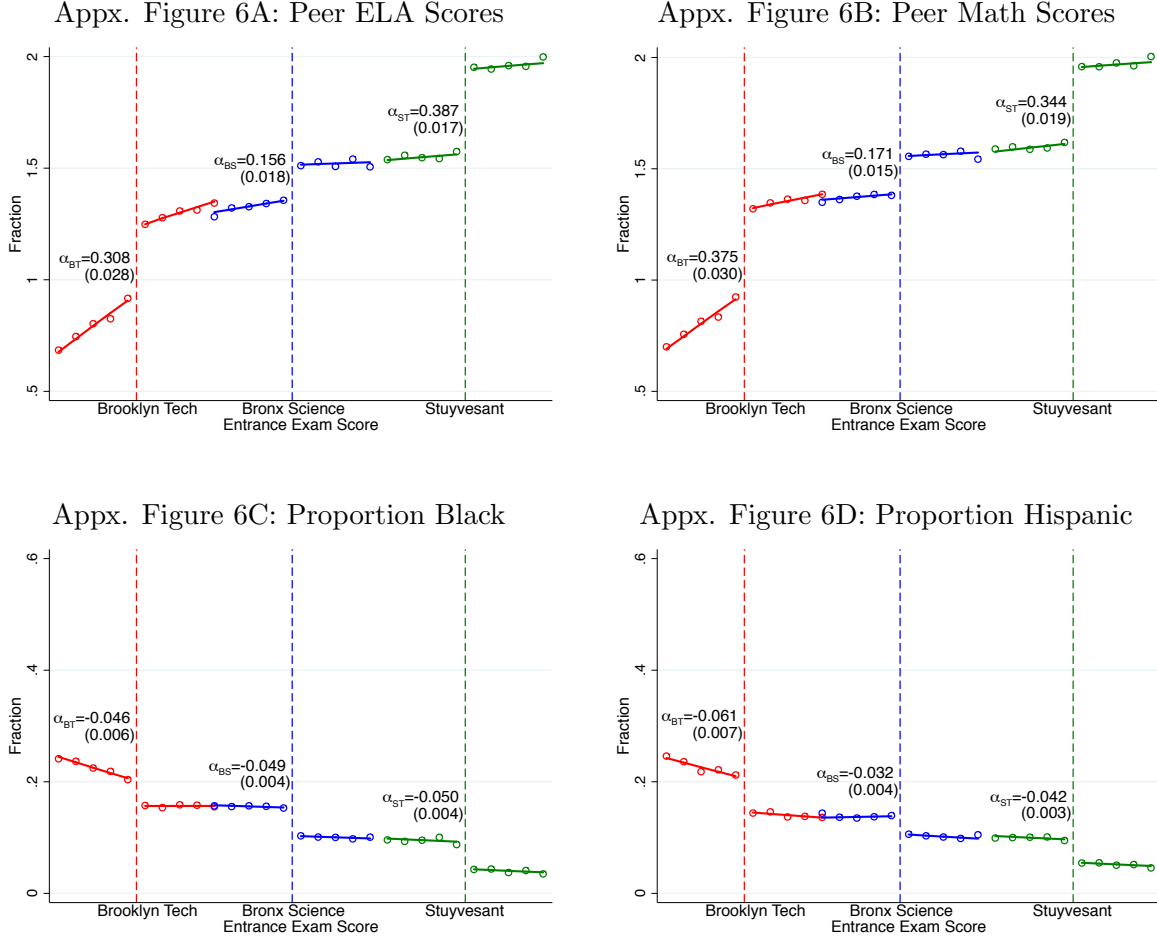 Appx. Figure 6A: Peer ELA Scores
Fraction
2
1.5
1
.5
αBT=0.308
(0.028)
αBS=0.156
(0.018)
αST=0.387
(0.017)
Brooklyn Tech Bronx Science Stuyvesant
Entrance Exam Score
Appx. Figure 6B: Peer Math Scores
Fraction
2
1.5
1
.5
αBT=0.375
(0.030)
αBS=0.171
(0.015)
αST=0.344
(0.019)
Brooklyn Tech Bronx Science Stuyvesant
Entrance Exam Score
Appx. Figure 6C: Proportion Black
Fraction
.6
.4
.2
0
αBT=-0.046
(0.006)
αBS=-0.049
(0.004)
αST=-0.050
(0.004)
Brooklyn Tech Bronx Science Stuyvesant
Entrance Exam Score
Appx. Figure 6D: Proportion Hispanic
Fraction
.6
.4
.2
0
αBT=-0.061
(0.007)
αBS=-0.032
(0.004)
αST=-0.042
(0.003)
Brooklyn Tech Bronx Science Stuyvesant
Entrance Exam Score